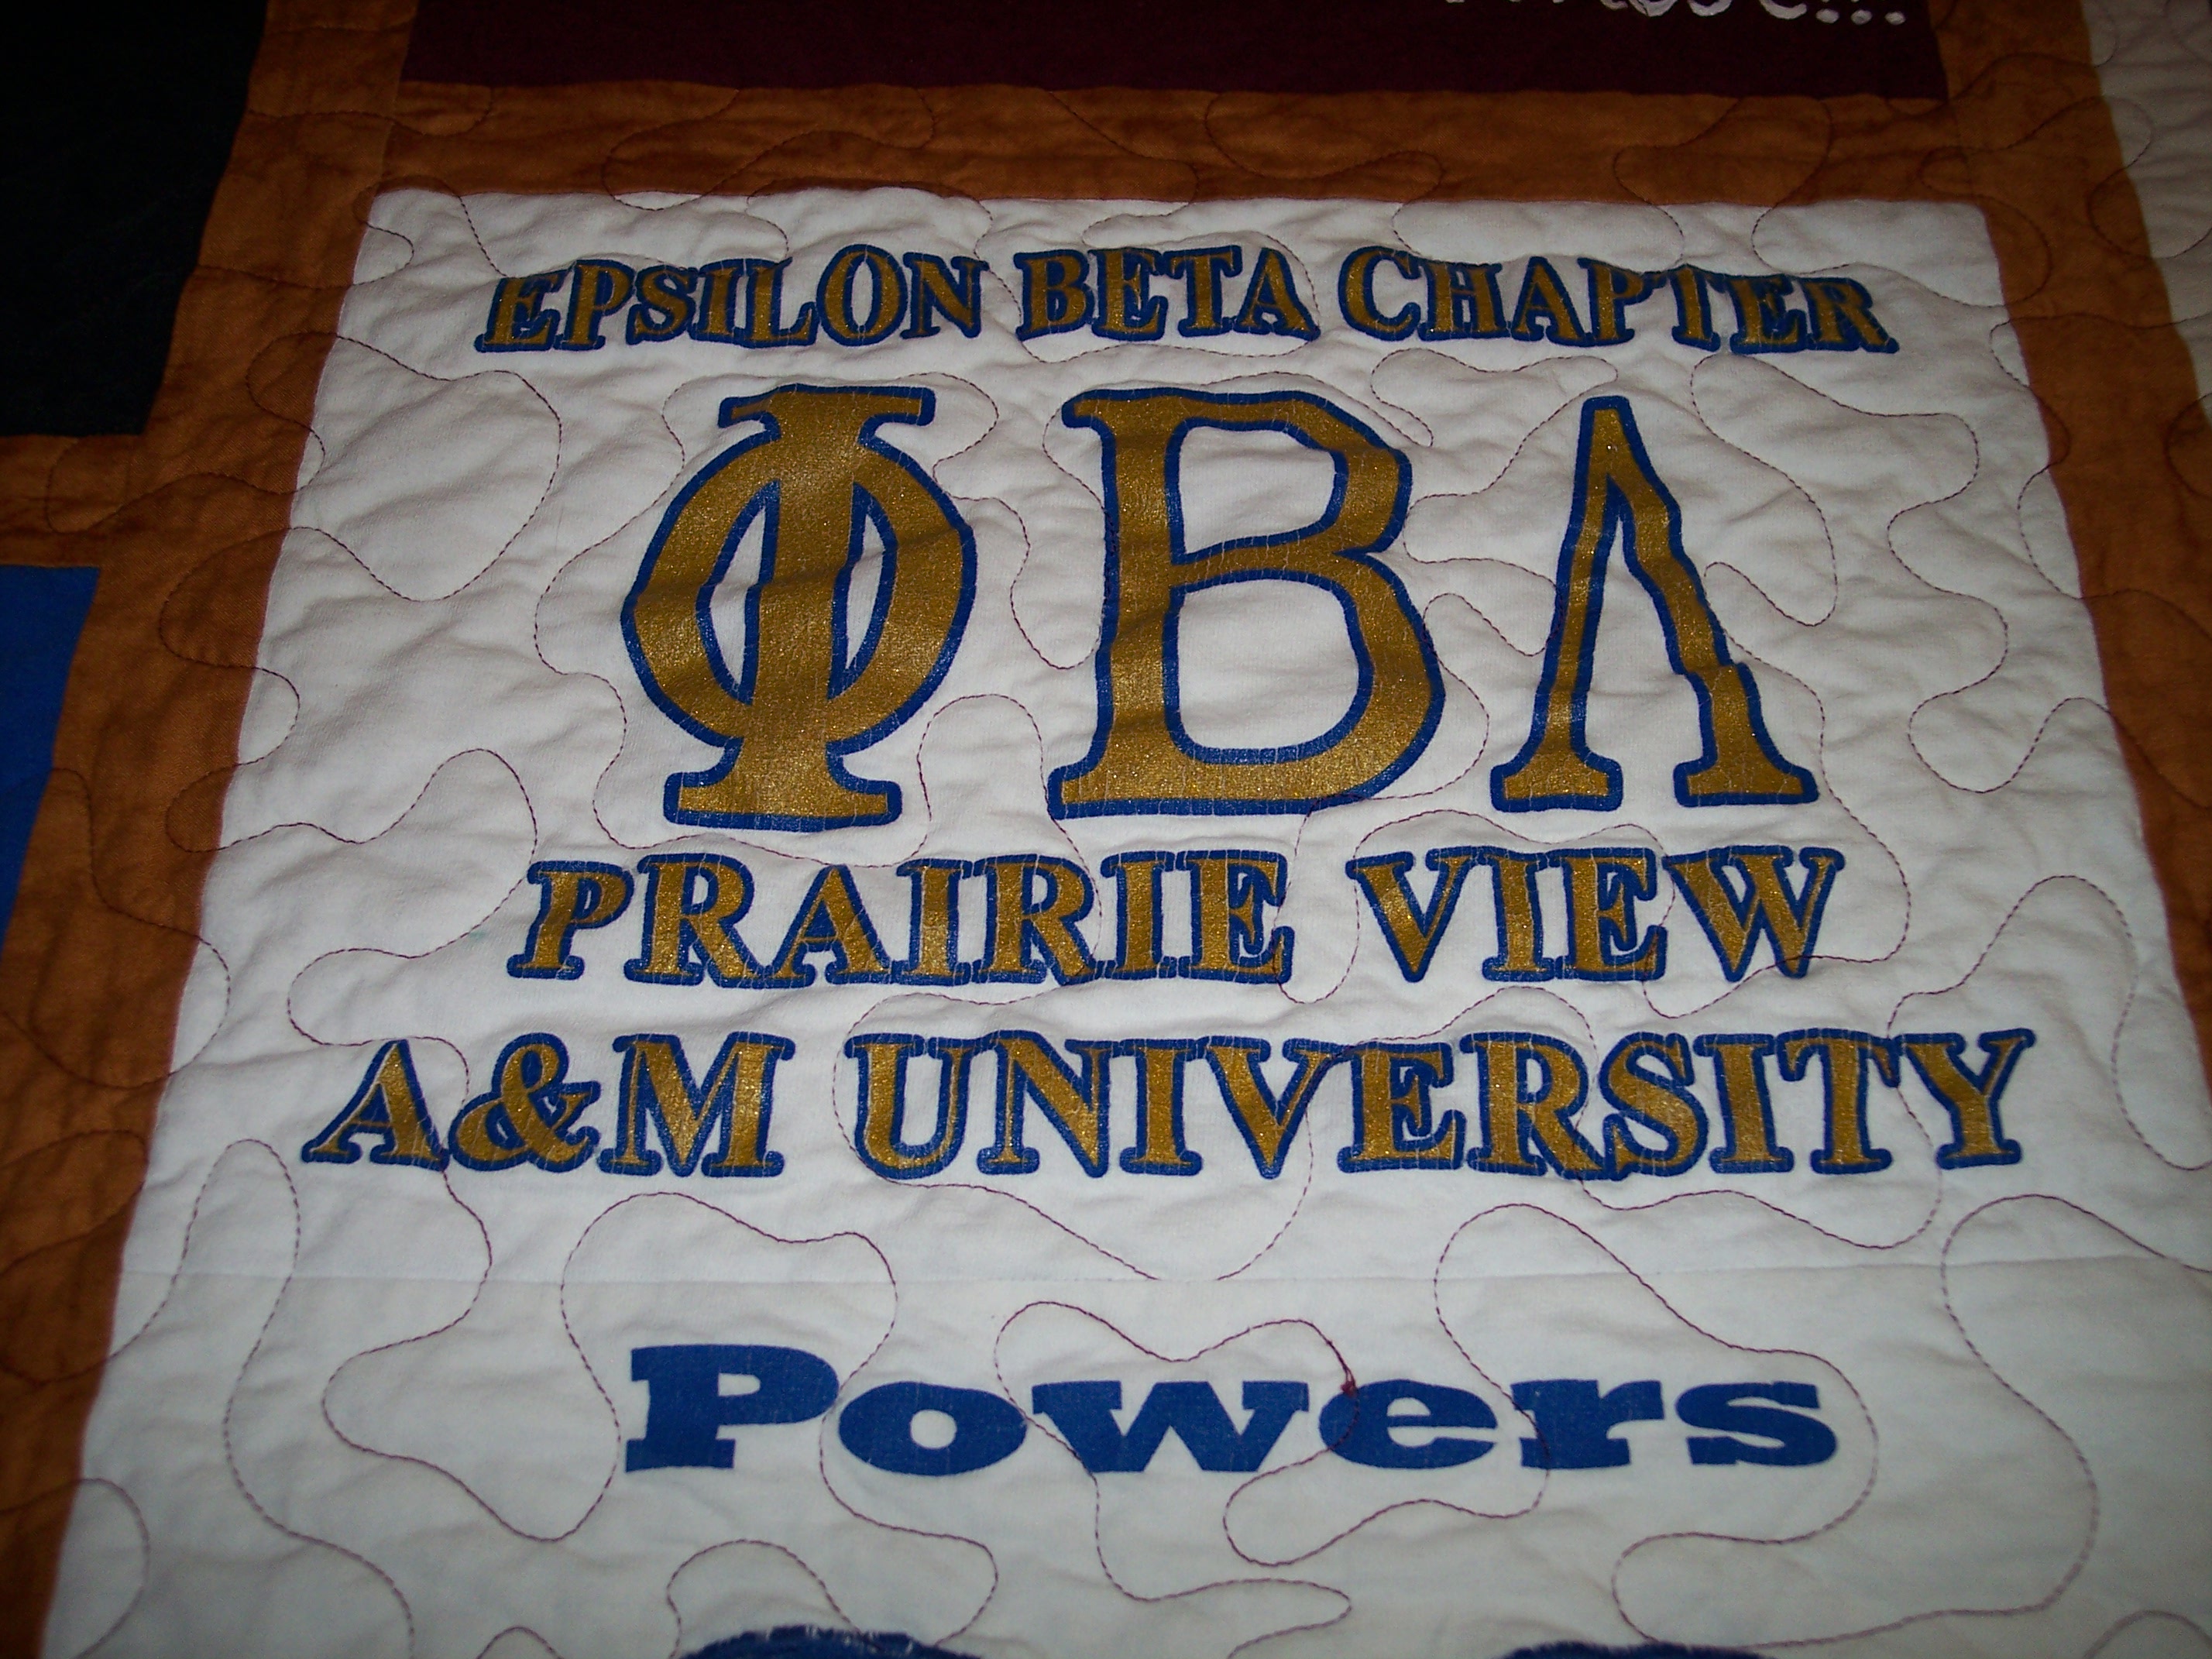 EPSILON BETA CHAPTER
ΦΒΛ
PRAIRIE VIEW
A&M UNIVERSITY
Powers